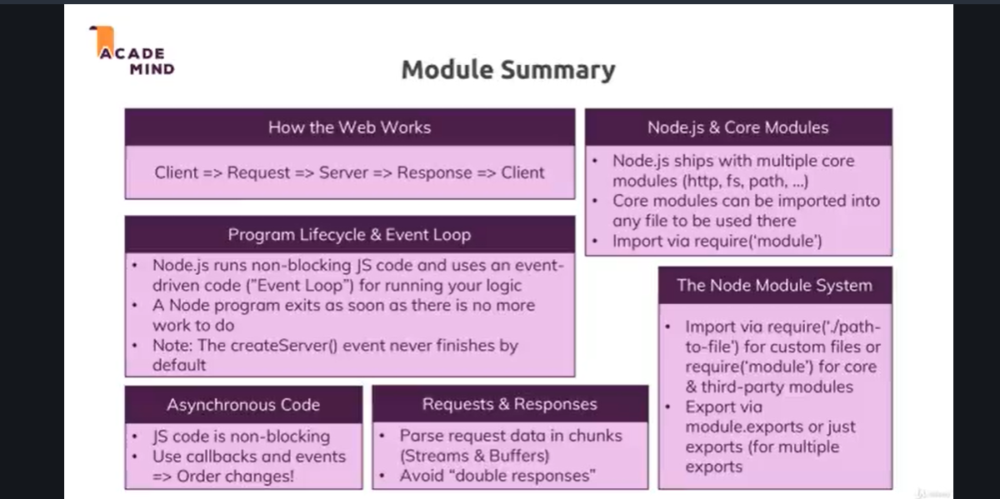 ACADE
MIND
Module Summary
How the Web Works
Client => Request => Server => Response => Client
Program Lifecycle & Event Loop
• Node.js runs non-blocking JS code and uses an event-
driven code ("Event Loop") for running your logic
• A Node program exits as soon as there is no more
work to do
• Note: The createServer() event never finishes by
default
Asynchronous Code
• JS code is non-blocking
• Use callbacks and events
=> Order changes!
Requests & Responses
• Parse request data in chunks
(Streams & Buffers)
• Avoid “double responses”
Node.js & Core Modules
• Node.js ships with multiple core
modules (http, fs, path, ...)
• Core modules can be imported into
any file to be used there
• Import via require(‘module’)
The Node Module System
• Import via require(‘./path-
to-file’) for custom files or
require(‘module’) for core
& third-party modules
• Export via
module.exports or just
exports (for multiple
exports